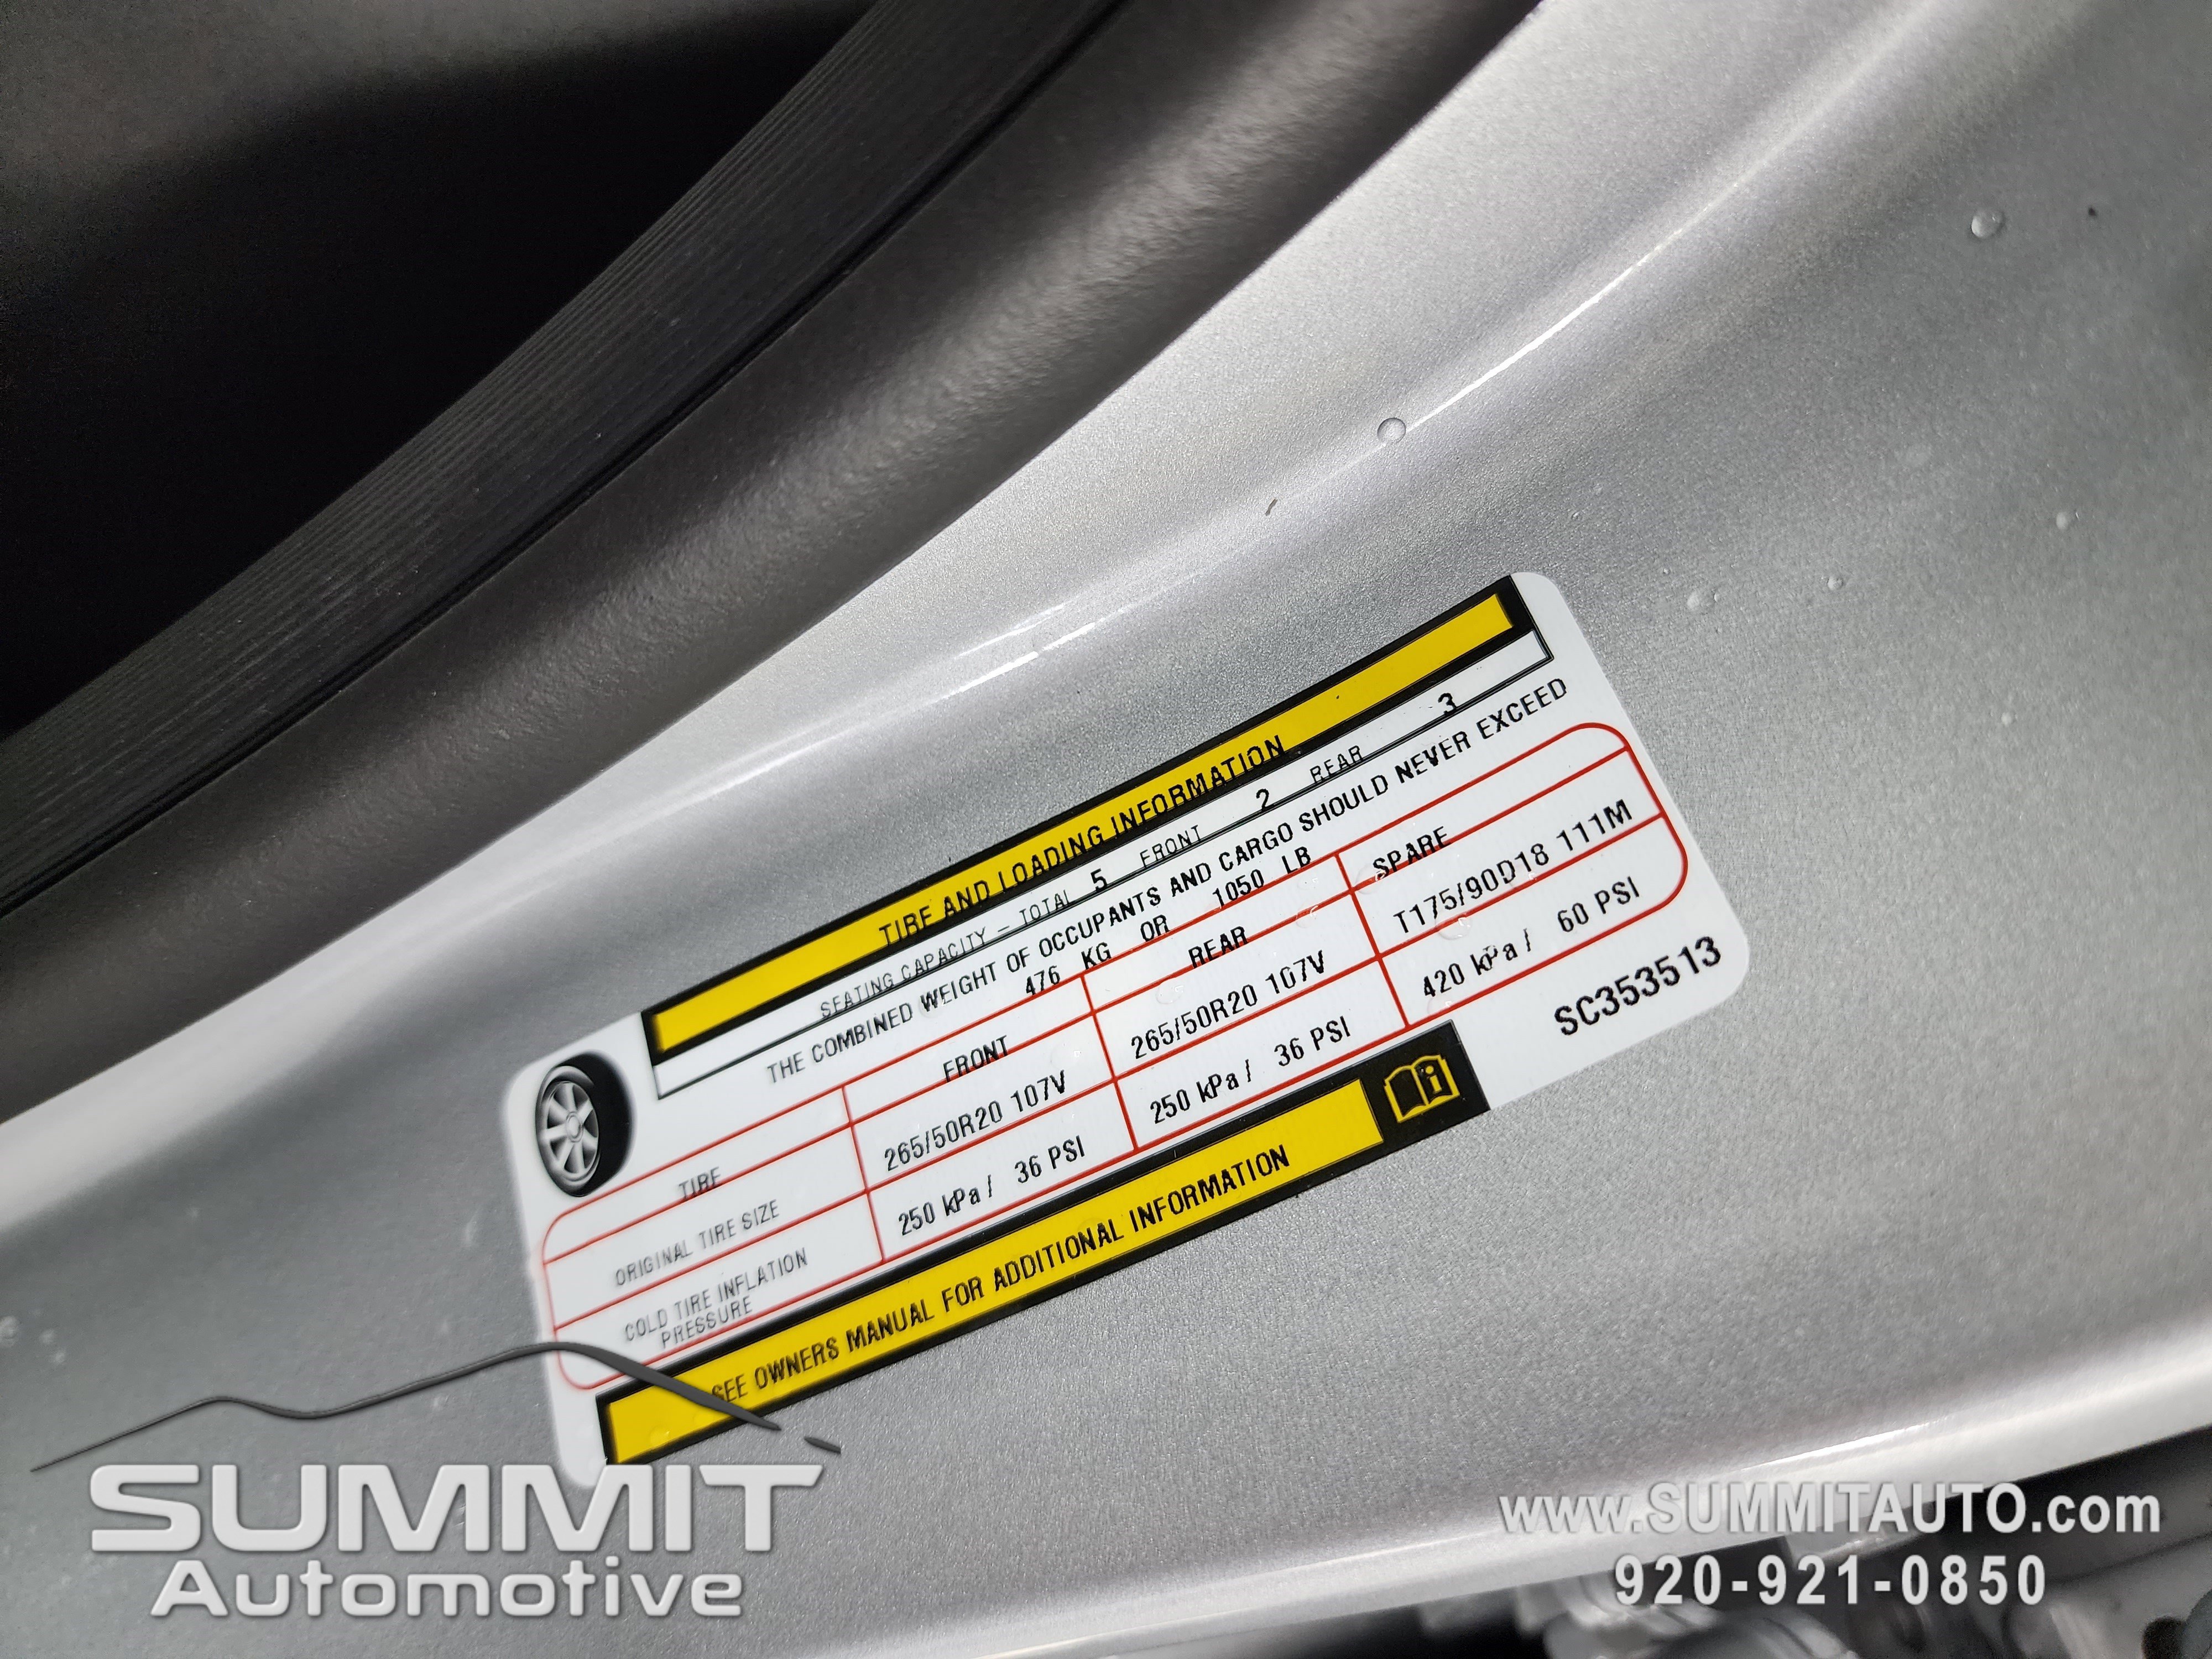 TIRE AND LOADING INFORMATION
SEATING CAPACITY - TOTAL 5 FRONT 2 REAR 3
THE COMBINED WEIGHT OF OCCUPANTS AND CARGO SHOULD NEVER EXCEED
476 KG OR 1050 LB
TIRE FRONT REAR SPARE
ORIGINAL TIRE SIZE 265/50R20 107V 265/50R20 107V T175/90D18 111M
COLD TIRE INFLATION PRESSURE 250 kPa / 36 PSI 250 kPa / 36 PSI 420 kPa / 60 PSI
SEE OWNERS MANUAL FOR ADDITIONAL INFORMATION
SC353513
SUMMIT
Automotive
www.SUMMITAUTO.com
920-921-0850